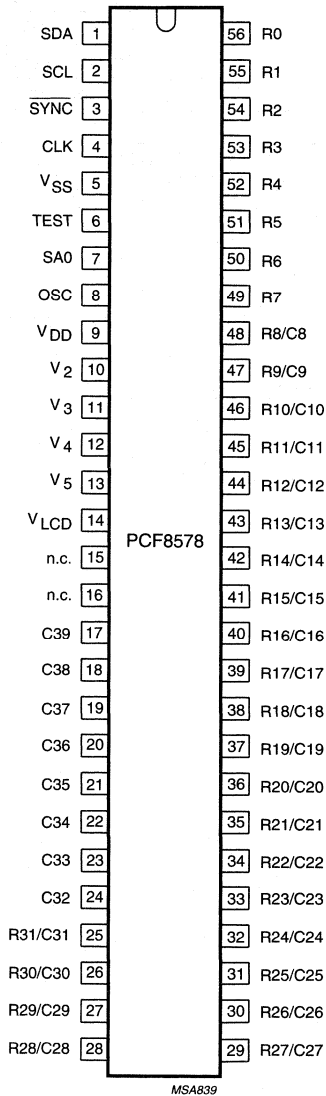 SDA 1 56 R0
SCL 2 55 R1
SYNC 3 54 R2
CLK 4 53 R3
VSS 5 52 R4
TEST 6 51 R5
SA0 7 50 R6
OSC 8 49 R7
VDD 9 48 R8/C8
V2 10 47 R9/C9
V3 11 46 R10/C10
V4 12 45 R11/C11
V5 13 44 R12/C12
VLCD 14 43 R13/C13
PCF8578
n.c. 15 42 R14/C14
n.c. 16 41 R15/C15
C39 17 40 R16/C16
C38 18 39 R17/C17
C37 19 38 R18/C18
C36 20 37 R19/C19
C35 21 36 R20/C20
C34 22 35 R21/C21
C33 23 34 R22/C22
C32 24 33 R23/C23
R31/C31 25 32 R24/C24
R30/C30 26 31 R25/C25
R29/C29 27 30 R26/C26
R28/C28 28 29 R27/C27
MSA839